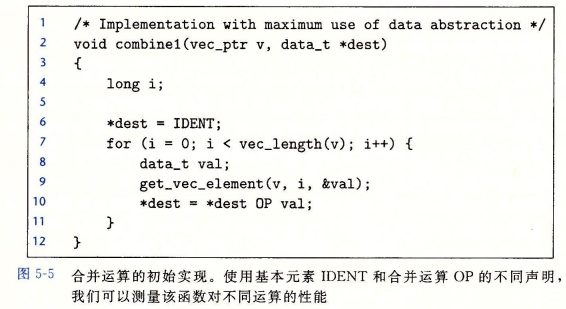 1 /* Implementation with maximum use of data abstraction */
2 void combine1(vec_ptr v, data_t *dest)
3 {
4     long i;
5
6     *dest = IDENT;
7     for (i = 0; i < vec_length(v); i++) {
8         data_t val;
9         get_vec_element(v, i, &val);
10         *dest = *dest OP val;
11     }
12 }
图 5-5 合并运算的初始实现。使用基本元素 IDENT 和合并运算 OP 的不同声明，
我们可以测量该函数对不同运算的性能